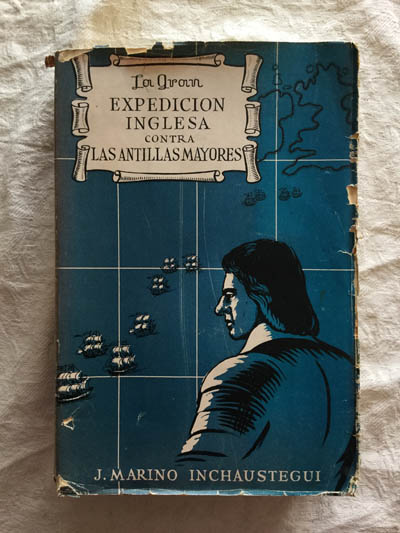 La Gran
EXPEDICION
INGLESA
CONTRA
LAS ANTILLAS MAYORES
J. MARINO INCHAUSTEGUI